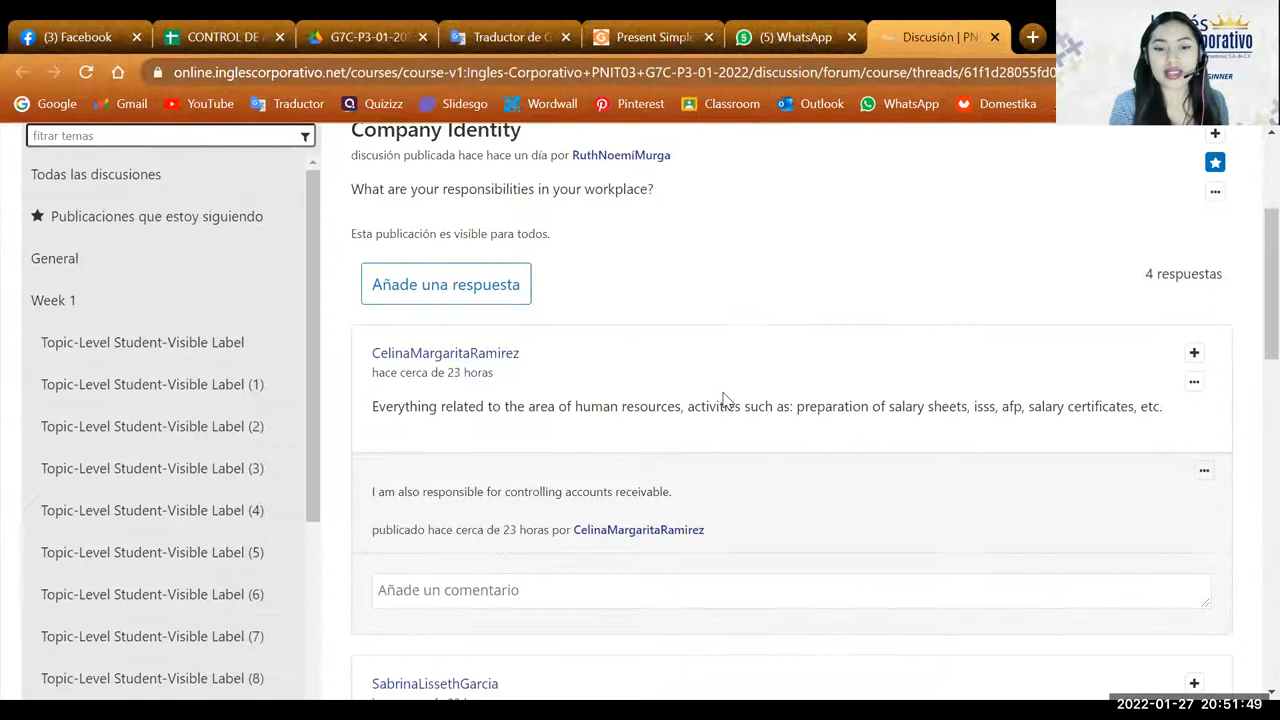 (3) Facebook
CONTROL DE
G7C-P3-01-202
Traductor de G
Present Simple
(5) WhatsApp
Discusión | PN
online.inglescorporativo.net/courses/course-v1:Ingles-Corporativo+PNIT03+G7C-P3-01-2022/discussion/forum/course/threads/61f1d28055fd0
Google
Gmail
YouTube
Traductor
Quizizz
Slidesgo
Wordwall
Pinterest
Classroom
Outlook
WhatsApp
Domestika
fitrar temas
Todas las discusiones
Publicaciones que estoy siguiendo
General
Week 1
Topic-Level Student-Visible Label
Topic-Level Student-Visible Label (1)
Topic-Level Student-Visible Label (2)
Topic-Level Student-Visible Label (3)
Topic-Level Student-Visible Label (4)
Topic-Level Student-Visible Label (5)
Topic-Level Student-Visible Label (6)
Topic-Level Student-Visible Label (7)
Topic-Level Student-Visible Label (8)
Company Identity
discusión publicada hace hace un día por RuthNoemíMurga
What are your responsibilities in your workplace?
Esta publicación es visible para todos.
Añade una respuesta
4 respuestas
CelinaMargaritaRamirez
hace cerca de 23 horas
Everything related to the area of human resources, activities such as: preparation of salary sheets, isss, afp, salary certificates, etc.
I am also responsible for controlling accounts receivable.
publicado hace cerca de 23 horas por CelinaMargaritaRamirez
Añade un comentario
SabrinaLissethGarcia
2022-01-27 20:51:49